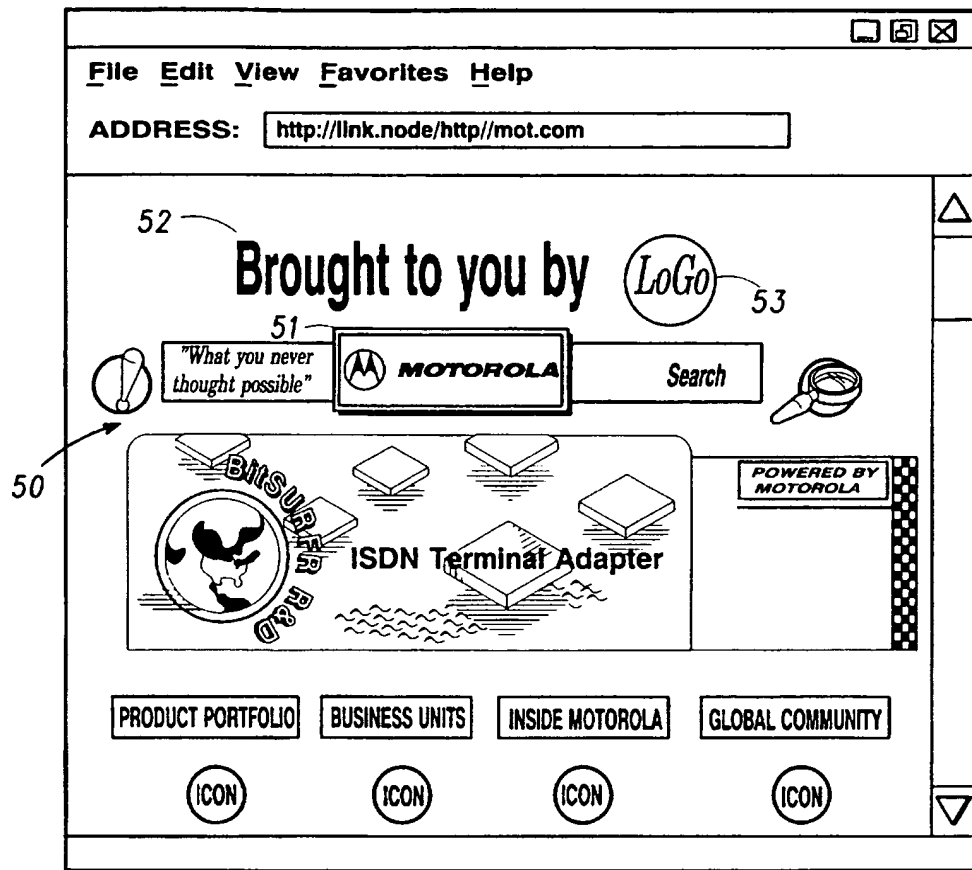 File Edit View Favorites Help
ADDRESS: http://link.node/http//mot.com
52
Brought to you by LoGo
53
51
"What you never
thought possible"
MOTOROLA
Search
50
BitSURFR R&D
POWERED BY
MOTOROLA
ISDN Terminal Adapter
PRODUCT PORTFOLIO BUSINESS UNITS INSIDE MOTOROLA GLOBAL COMMUNITY
ICON ICON ICON ICON